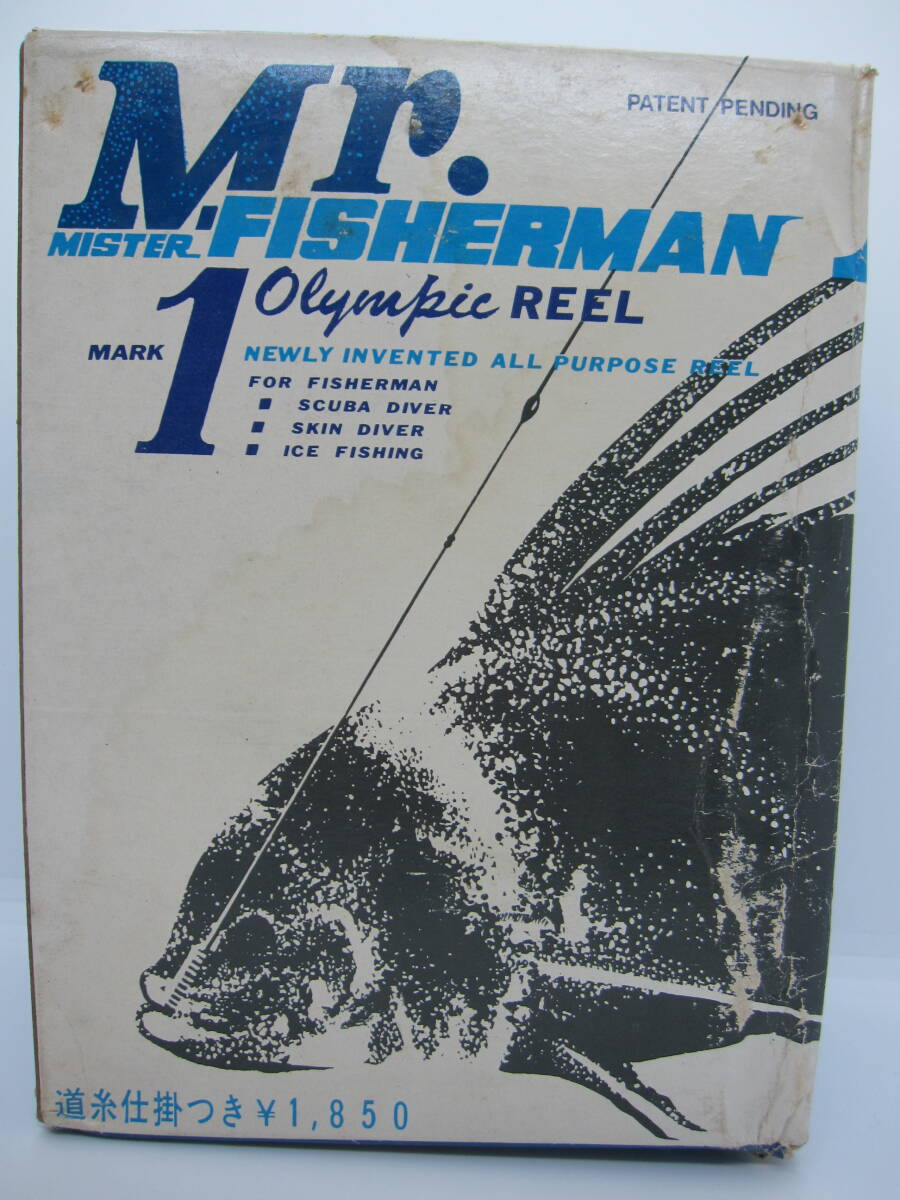 Mr.
PATENT PENDING
MISTER. FISHERMAN
Olympic REEL
MARK 1
NEWLY INVENTED ALL PURPOSE REEL
FOR FISHERMAN
■ SCUBA DIVER
■ SKIN DIVER
■ ICE FISHING
道糸仕掛つき¥1,850